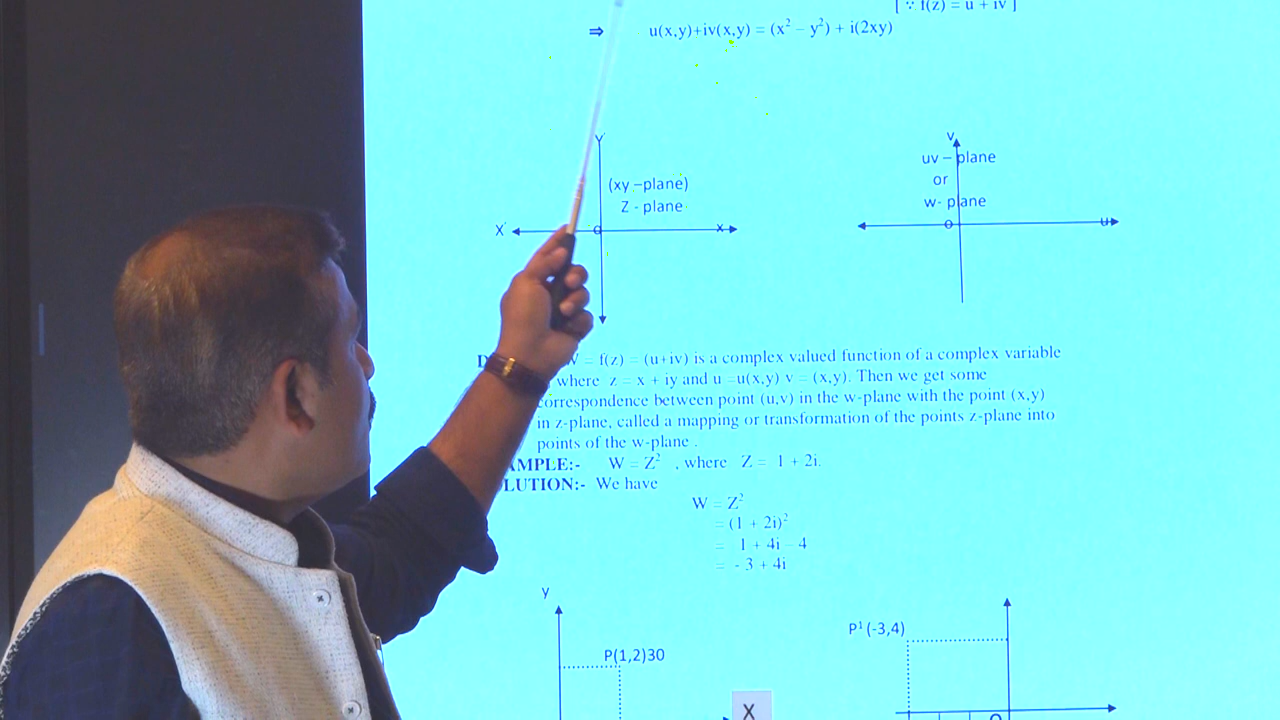 [ ∵ f(z) = u + iv ]
⇒ u(x,y)+iv(x,y) = (x² – y²) + i(2xy)
Y
(xy –plane)
Z - plane
X' O x
v
uv – plane
or
w- plane
O u
W = f(z) = (u+iv) is a complex valued function of a complex variable
where z = x + iy and u =u(x,y) v = (x,y). Then we get some
correspondence between point (u,v) in the w-plane with the point (x,y)
in z-plane, called a mapping or transformation of the points z-plane into
points of the w-plane .
AMPLE:- W = Z² , where Z = 1 + 2i.
LUTION:- We have
W = Z²
= (1 + 2i)²
= 1 + 4i – 4
= - 3 + 4i
y
P(1,2)30
X
P¹ (-3,4)
O